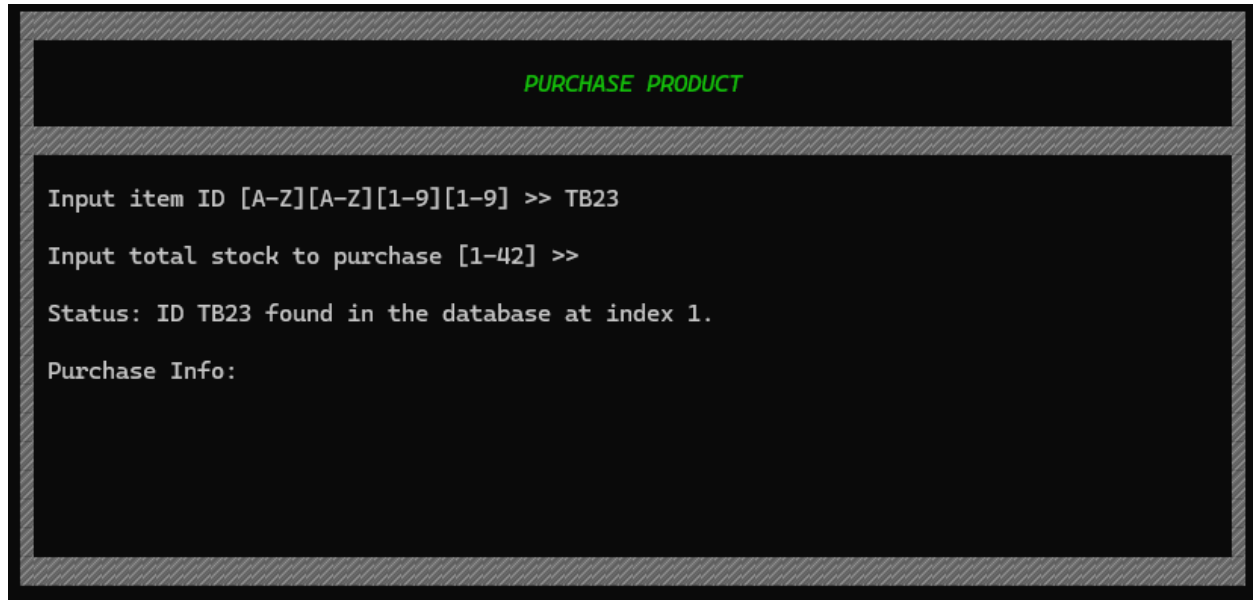 PURCHASE PRODUCT
Input item ID [A-Z][A-Z][1-9][1-9] >> TB23
Input total stock to purchase [1-42] >>
Status: ID TB23 found in the database at index 1.
Purchase Info: